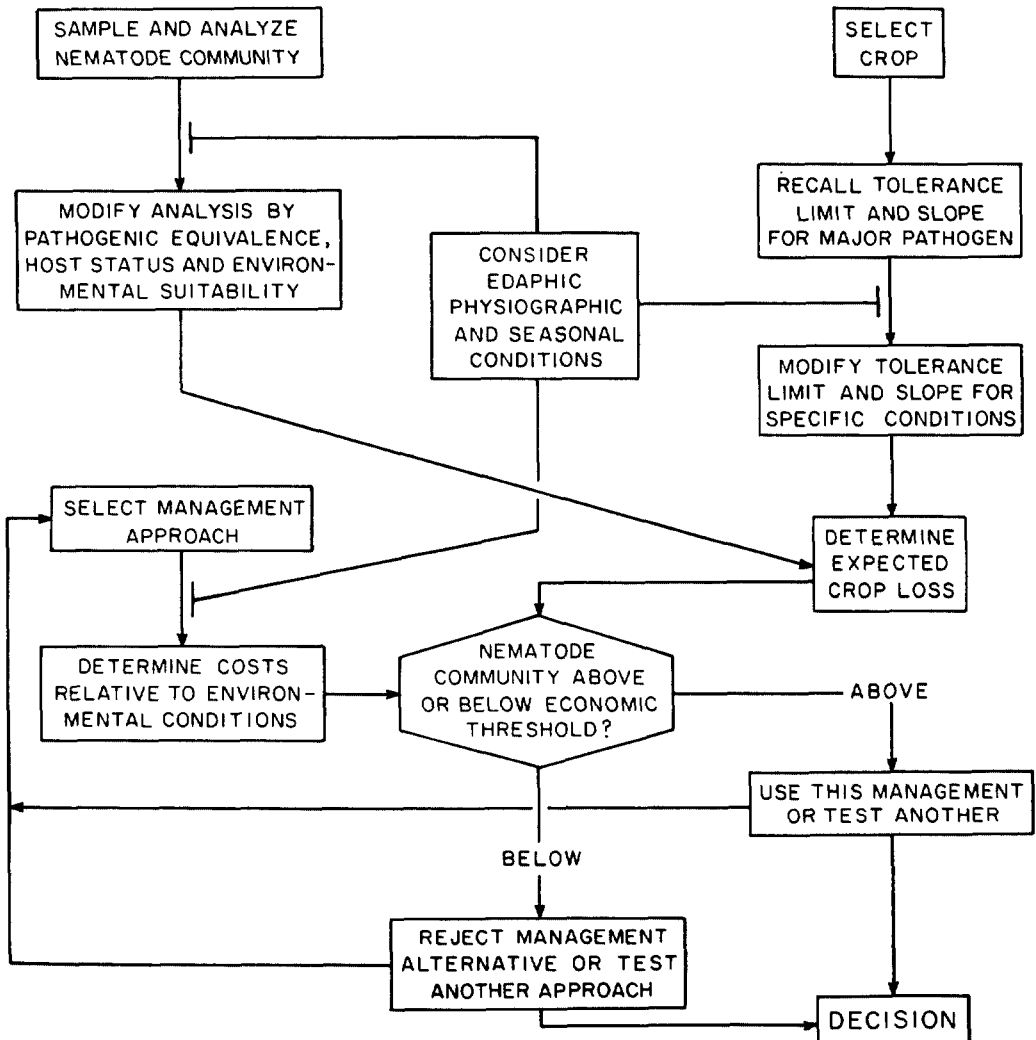 SAMPLE AND ANALYZE
NEMATODE COMMUNITY
SELECT
CROP
MODIFY ANALYSIS BY
PATHOGENIC EQUIVALENCE,
HOST STATUS AND ENVIRON-
MENTAL SUITABILITY
CONSIDER
EDAPHIC
PHYSIOGRAPHIC
AND SEASONAL
CONDITIONS
RECALL TOLERANCE
LIMIT AND SLOPE
FOR MAJOR PATHOGEN
MODIFY TOLERANCE
LIMIT AND SLOPE FOR
SPECIFIC CONDITIONS
SELECT MANAGEMENT
APPROACH
DETERMINE
EXPECTED
CROP LOSS
DETERMINE COSTS
RELATIVE TO ENVIRON-
MENTAL CONDITIONS
NEMATODE
COMMUNITY ABOVE
OR BELOW ECONOMIC
THRESHOLD?
ABOVE
USE THIS MANAGEMENT
OR TEST ANOTHER
BELOW
REJECT MANAGEMENT
ALTERNATIVE OR TEST
ANOTHER APPROACH
DECISION